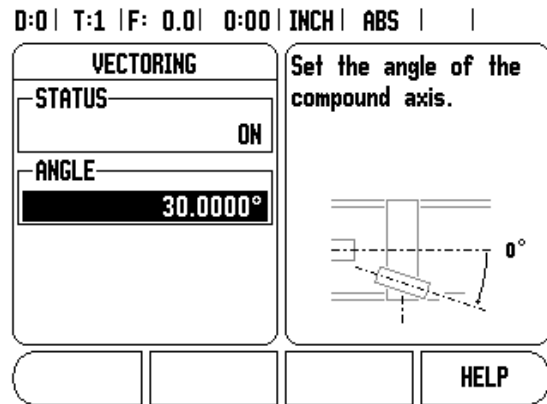 D:0 | T:1 | F: 0.0 | 0:00 | INCH | ABS | |
VECTORING
STATUS
ON
ANGLE
30.0000°
Set the angle of the
compound axis.
0°
HELP